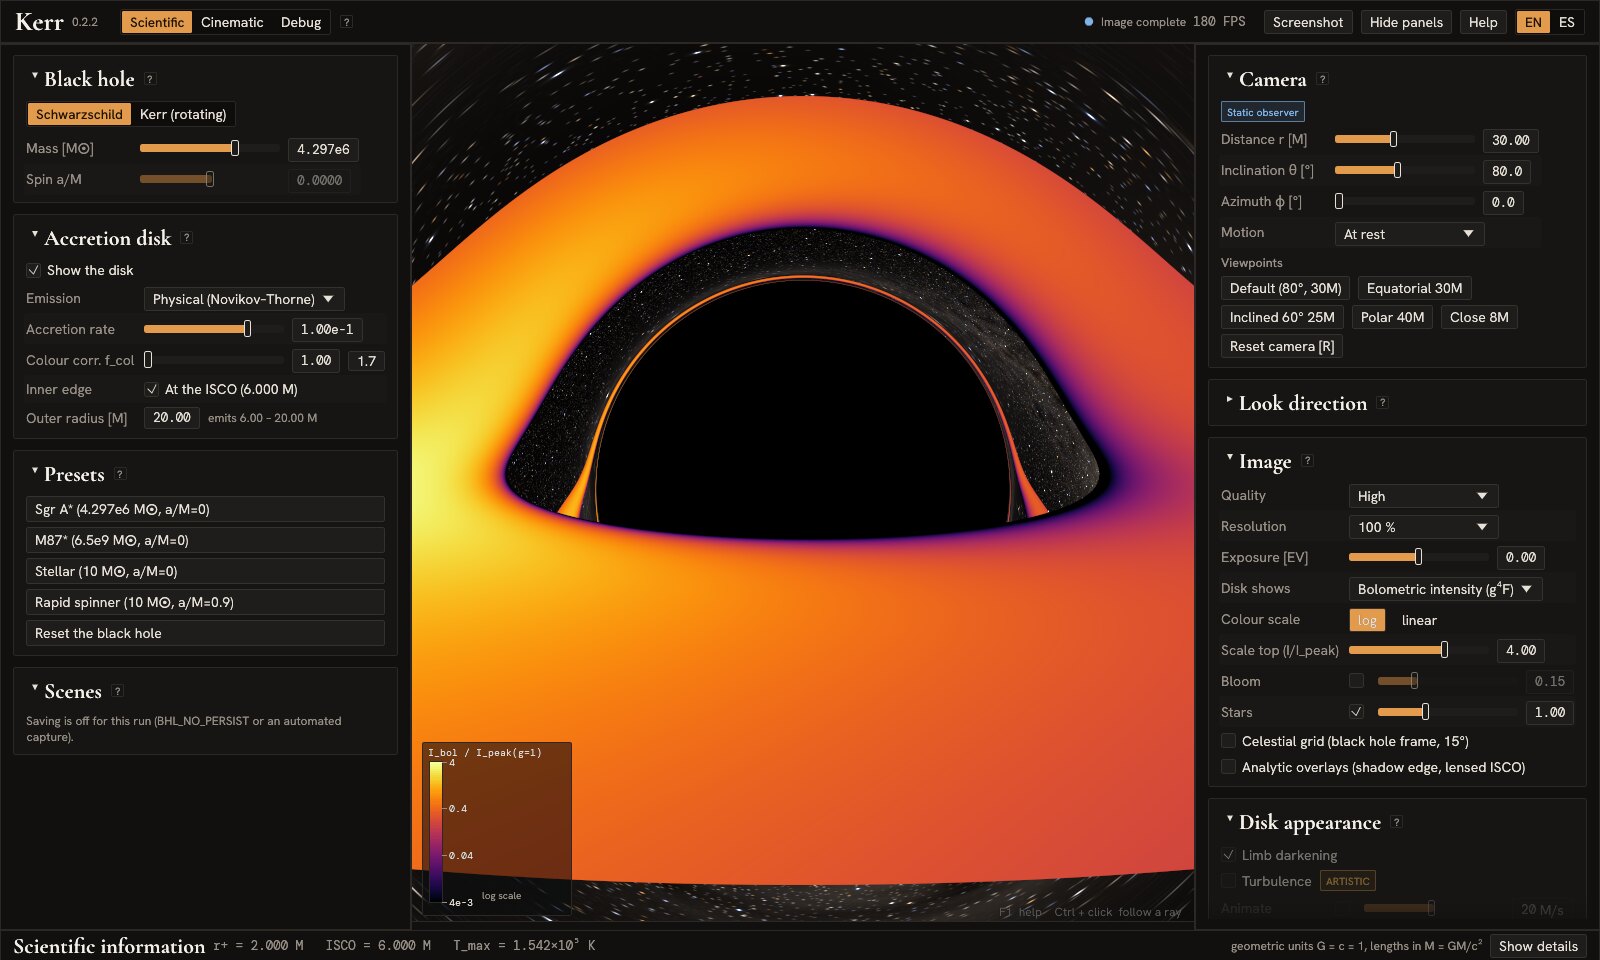 Kerr 0.2.2 Scientific Cinematic Debug ? Image complete 180 FPS Screenshot Hide panels Help EN ES
Black hole ?
Schwarzschild Kerr (rotating)
Mass [M☉] 4.297e6
Spin a/M 0.0000
Accretion disk ?
Show the disk
Emission Physical (Novikov–Thorne)
Accretion rate 1.00e-1
Colour corr. f_col 1.00 1.7
Inner edge At the ISCO (6.000 M)
Outer radius [M] 20.00 emits 6.00 – 20.00 M
Presets ?
Sgr A* (4.297e6 M☉, a/M=0)
M87* (6.5e9 M☉, a/M=0)
Stellar (10 M☉, a/M=0)
Rapid spinner (10 M☉, a/M=0.9)
Reset the black hole
Scenes ?
Saving is off for this run (BHL_NO_PERSIST or an automated
capture).
I_bol / I_peak(g=1)
4
0.4
0.04
4e-3
log scale
F1 help Ctrl + click follow a ray
Camera ?
Static observer
Distance r [M] 30.00
Inclination θ [°] 80.0
Azimuth ϕ [°] 0.0
Motion At rest
Viewpoints
Default (80°, 30M) Equatorial 30M
Inclined 60° 25M Polar 40M Close 8M
Reset camera [R]
Look direction ?
Image ?
Quality High
Resolution 100 %
Exposure [EV] 0.00
Disk shows Bolometric intensity (g⁴F)
Colour scale log linear
Scale top (I/I_peak) 4.00
Bloom 0.15
Stars 1.00
Celestial grid (black hole frame, 15°)
Analytic overlays (shadow edge, lensed ISCO)
Disk appearance ?
Limb darkening
Turbulence ARTISTIC
Animate 20 M/s
Scientific information r+ = 2.000 M ISCO = 6.000 M T_max = 1.542×10⁵ K geometric units G = c = 1, lengths in M = GM/c² Show details